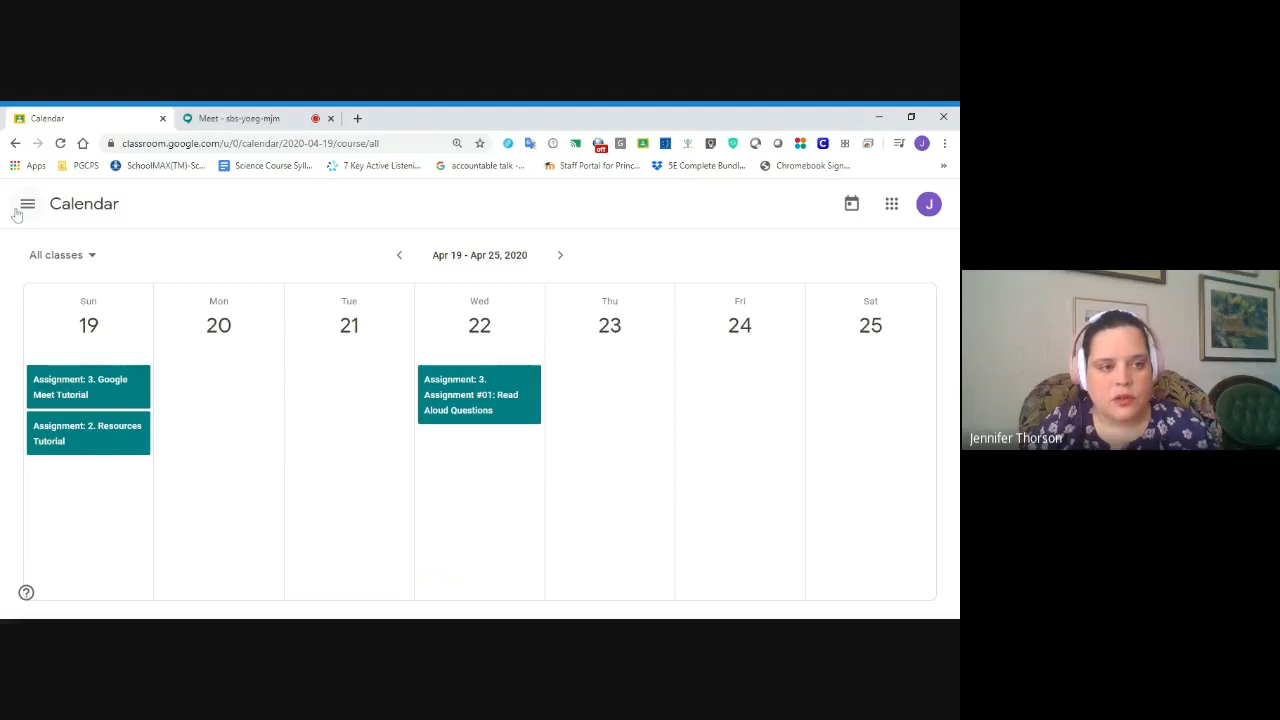 Calendar
Meet - sbs-yoeg-mjm
classroom.google.com/u/0/calendar/2020-04-19/course/all
off
J
Apps
PGCPS
SchoolMAX(TM)-Sc...
Science Course Syll...
7 Key Active Listeni...
accountable talk -...
Staff Portal for Princ...
5E Complete Bundl...
Chromebook Sign...
»
Calendar
J
All classes
Apr 19 - Apr 25, 2020
Sun
Mon
Tue
Wed
Thu
Fri
Sat
19
20
21
22
23
24
25
Assignment: 3. Google
Meet Tutorial
Assignment: 2. Resources
Tutorial
Assignment: 3.
Assignment #01: Read
Aloud Questions
Jennifer Thorson